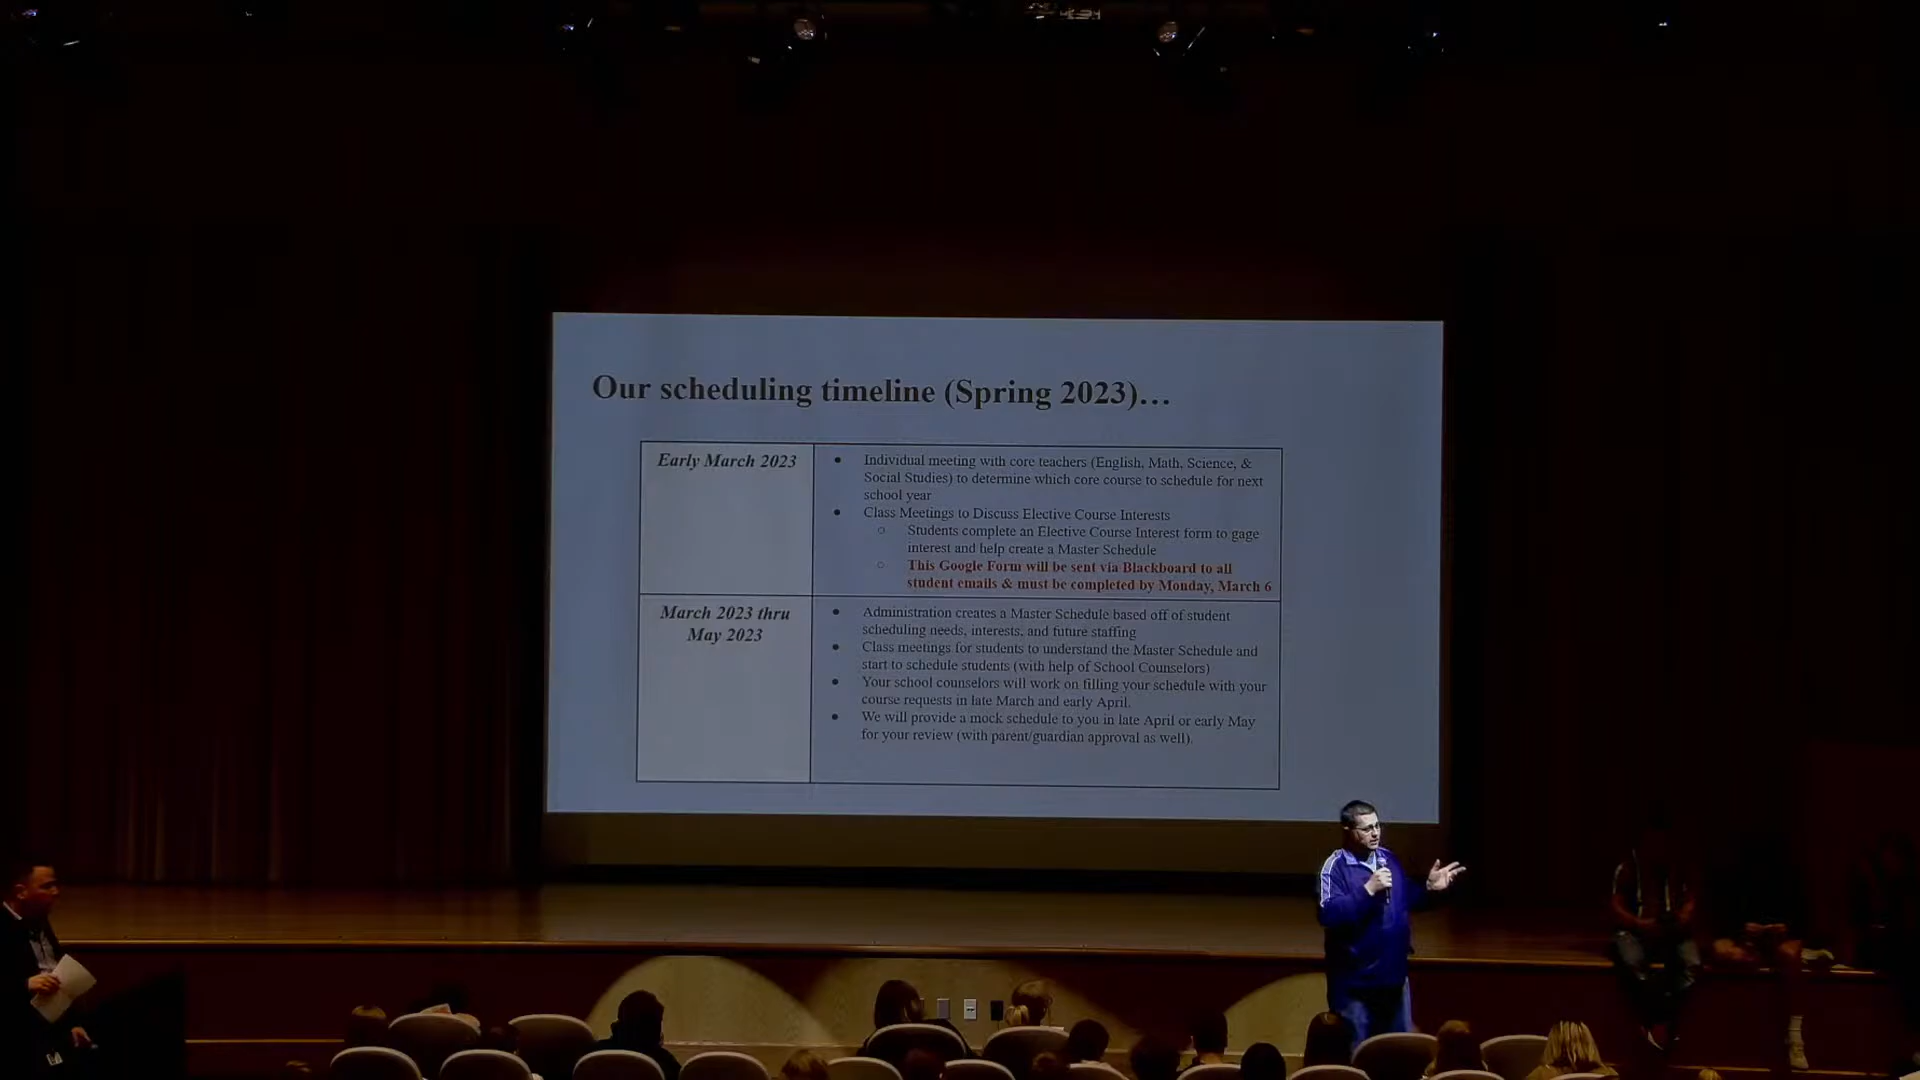 Our scheduling timeline (Spring 2023)…
Early March 2023
● Individual meeting with core teachers (English, Math, Science, &
Social Studies) to determine which core course to schedule for next
school year
● Class Meetings to Discuss Elective Course Interests
○ Students complete an Elective Course Interest form to gage
interest and help create a Master Schedule
○ This Google Form will be sent via Blackboard to all
student emails & must be completed by Monday, March 6
March 2023 thru
May 2023
● Administration creates a Master Schedule based off of student
scheduling needs, interests, and future staffing
● Class meetings for students to understand the Master Schedule and
start to schedule students (with help of School Counselors)
● Your school counselors will work on filling your schedule with your
course requests in late March and early April.
● We will provide a mock schedule to you in late April or early May
for your review (with parent/guardian approval as well).